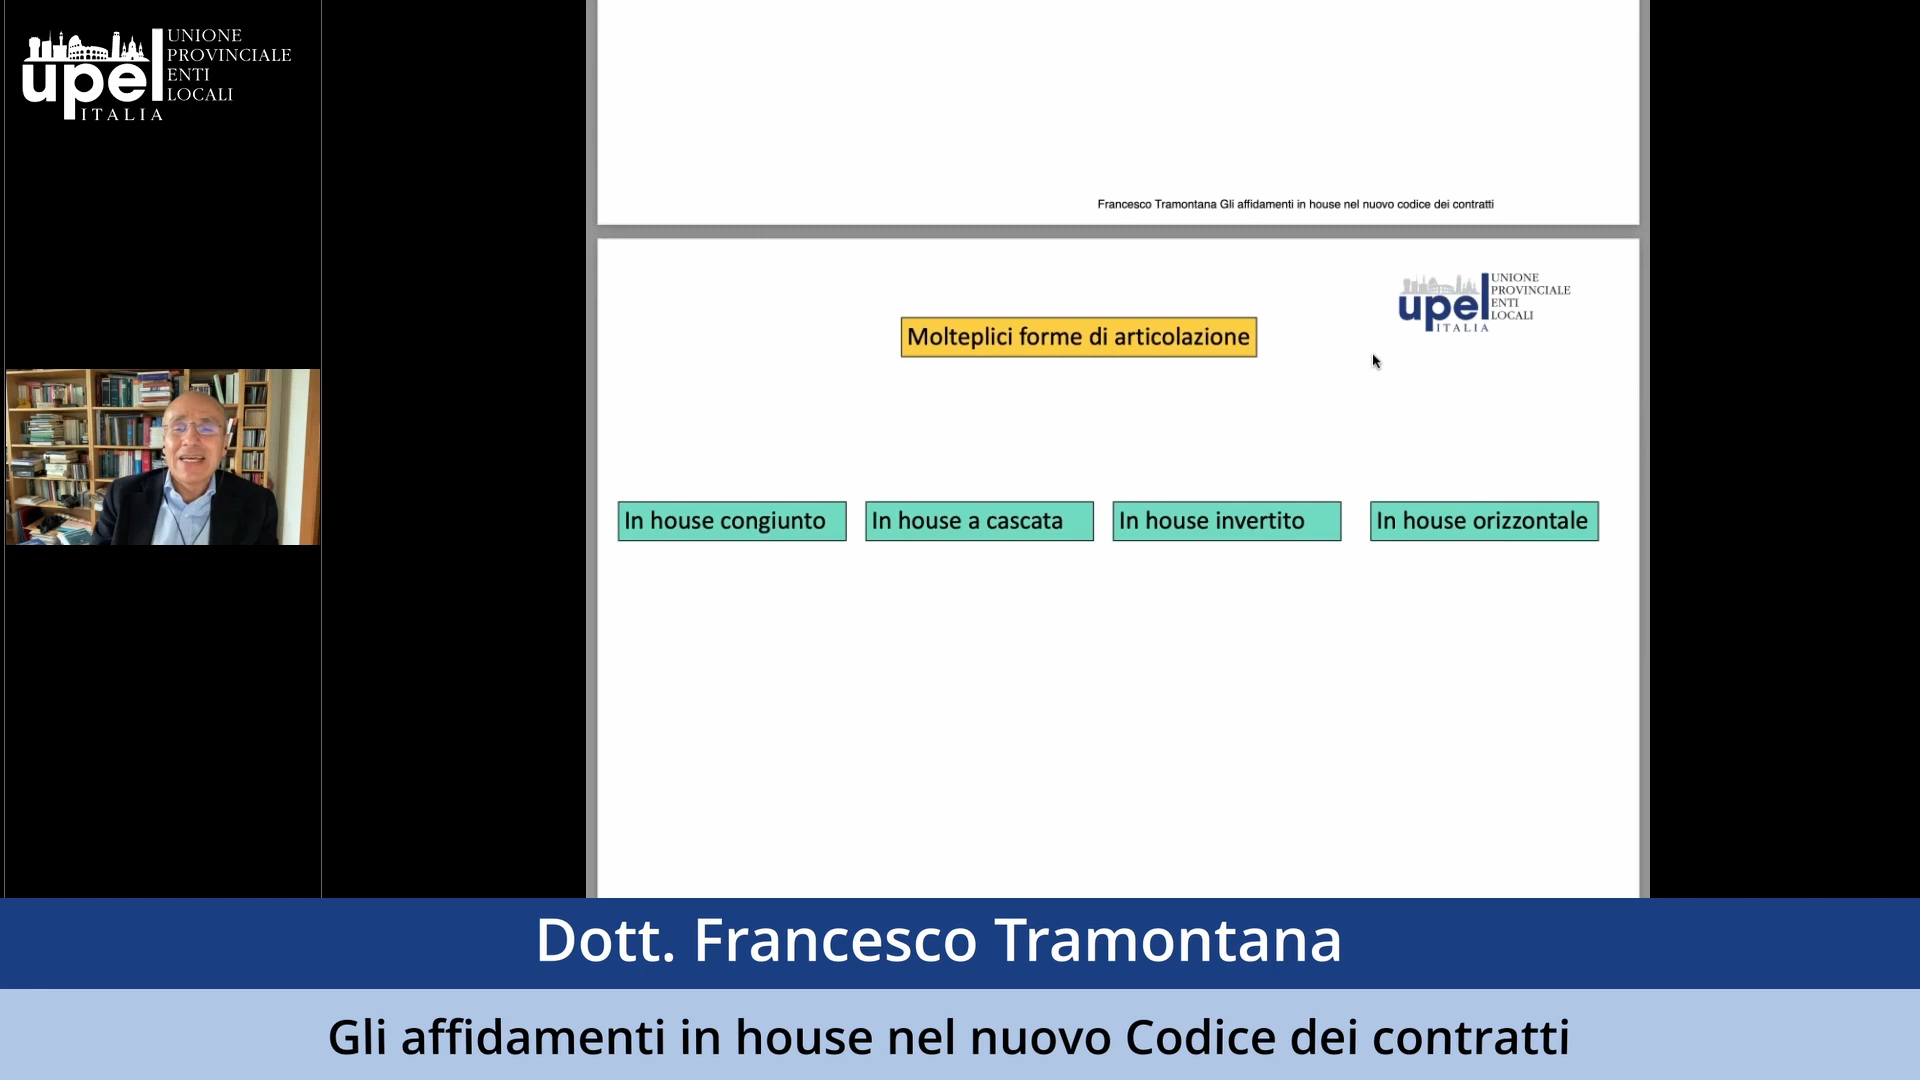 UNIONE
PROVINCIALE
ENTI
LOCALI
upel
ITALIA
Francesco Tramontana Gli affidamenti in house nel nuovo codice dei contratti
UNIONE
PROVINCIALE
ENTI
LOCALI
upel
ITALIA
Molteplici forme di articolazione
In house congiunto
In house a cascata
In house invertito
In house orizzontale
Dott. Francesco Tramontana
Gli affidamenti in house nel nuovo Codice dei contratti